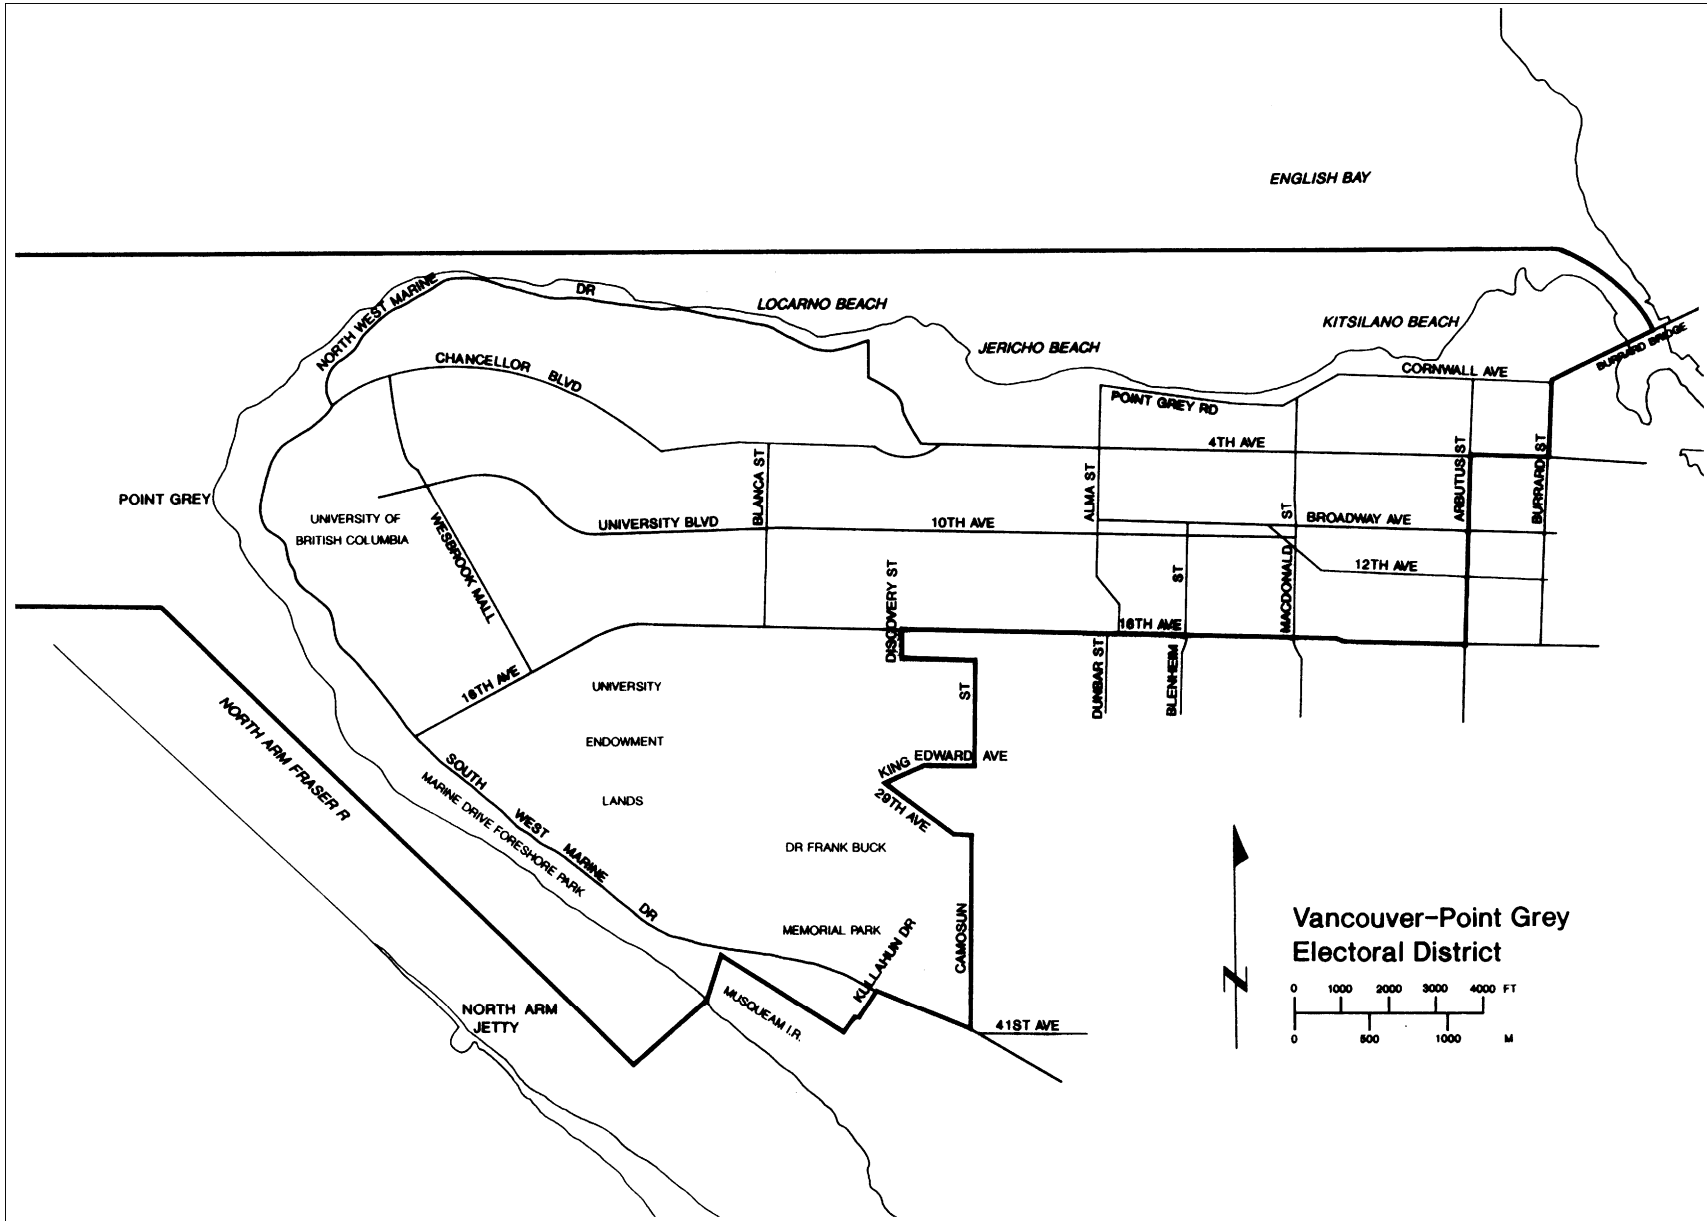 ENGLISH BAY
NORTH WEST MARINE DR
LOCARNO BEACH
KITSILANO BEACH
JERICHO BEACH
BURRARD BRIDGE
CHANCELLOR BLVD
CORNWALL AVE
POINT GREY RD
4TH AVE
BLANCA ST
ALMA ST
ARBUTUS ST
BURRARD ST
POINT GREY
UNIVERSITY OF
BRITISH COLUMBIA
WESBROOK MALL
UNIVERSITY BLVD
10TH AVE
MACDONALD ST
BROADWAY AVE
12TH AVE
DISCOVERY ST
16TH AVE
DUNBAR ST
BLENHEIM ST
16TH AVE
UNIVERSITY
ENDOWMENT
LANDS
NORTH ARM FRASER R
SOUTH WEST MARINE DR
MARINE DRIVE FORESHORE PARK
KING EDWARD AVE
29TH AVE
DR FRANK BUCK
MEMORIAL PARK
CAMOSUN ST
KULLAHUN DR
MUSQUEAM I.R.
NORTH ARM
JETTY
41ST AVE
N
Vancouver-Point Grey
Electoral District
0 1000 2000 3000 4000 FT
0 500 1000 M